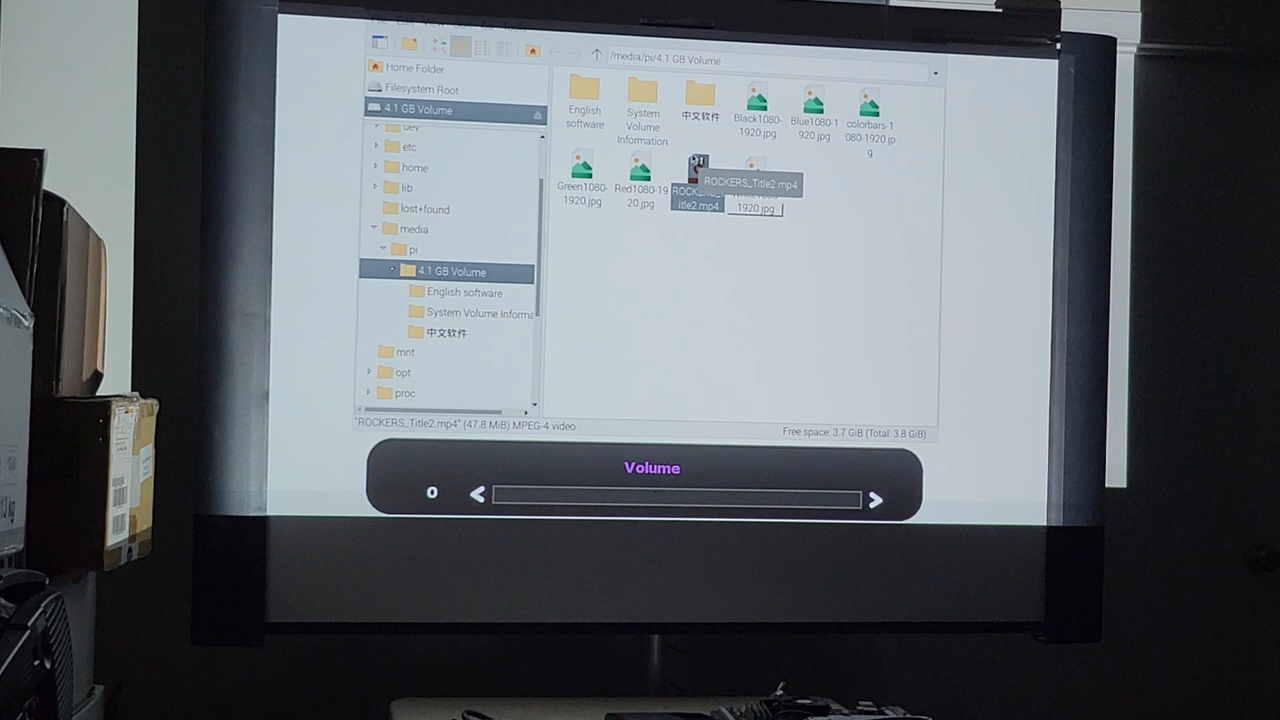 /media/pi/4.1 GB Volume
Home Folder
Filesystem Root
4.1 GB Volume
dev
etc
home
lib
lost+found
media
pi
4.1 GB Volume
English software
System Volume Informa
中文软件
mnt
opt
proc
English
software
System
Volume
Information
中文软件
Black1080-
1920.jpg
Blue1080-1
920.jpg
colorbars-1
080-1920.jp
g
Green1080-
1920.jpg
Red1080-19
20.jpg
itle2.mp4
ROCKERS_Title2.mp4
1920.jpg
"ROCKERS_Title2.mp4" (47.8 MiB) MPEG-4 video
Free space: 3.7 GiB (Total: 3.8 GiB)
Volume
0